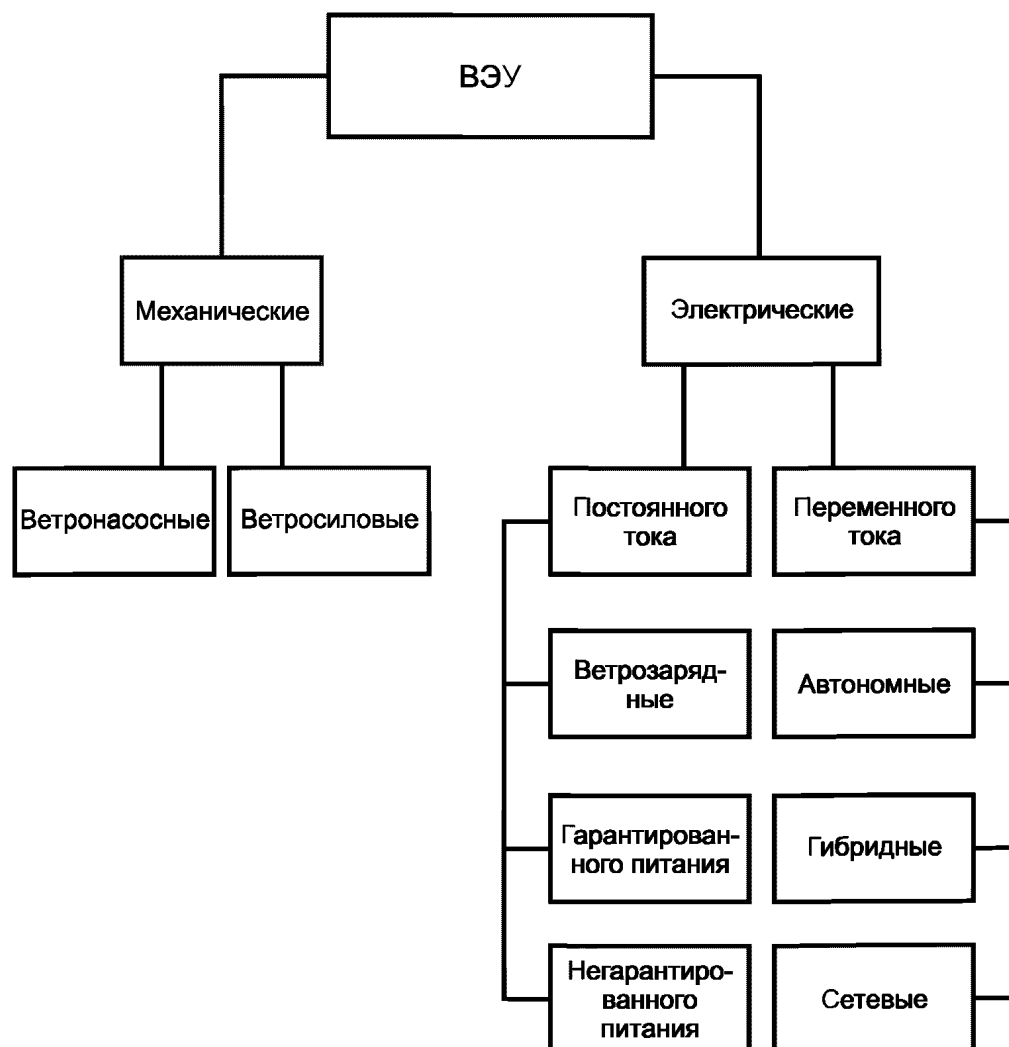 ВЭУ
Механические
Электрические
Ветронасосные
Ветросиловые
Постоянного
тока
Переменного
тока
Ветрозаряд-
ные
Автономные
Гарантирован-
ного питания
Гибридные
Негарантиро-
ванного
питания
Сетевые